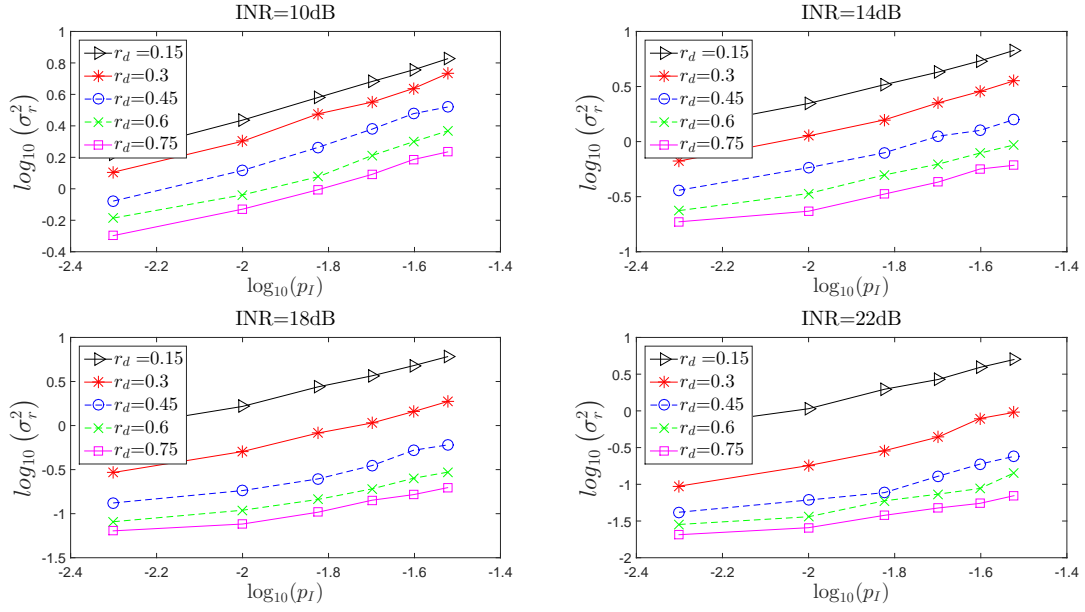 INR=10dB
1
0.8
0.6
0.4
0.2
0
-0.2
-0.4
r_d =0.15
r_d=0.3
r_d=0.45
r_d=0.6
r_d=0.75
log_10 (σ_r^2)
-2.4 -2.2 -2 -1.8 -1.6 -1.4
log_10(p_I)
INR=14dB
1
0.5
0
-0.5
-1
r_d =0.15
r_d=0.3
r_d=0.45
r_d=0.6
r_d=0.75
log_10 (σ_r^2)
-2.4 -2.2 -2 -1.8 -1.6 -1.4
log_10(p_I)
INR=18dB
1
0.5
0
-0.5
-1
-1.5
r_d =0.15
r_d=0.3
r_d=0.45
r_d=0.6
r_d=0.75
log_10 (σ_r^2)
-2.4 -2.2 -2 -1.8 -1.6 -1.4
log_10(p_I)
INR=22dB
1
0.5
0
-0.5
-1
-1.5
-2
r_d =0.15
r_d=0.3
r_d=0.45
r_d=0.6
r_d=0.75
log_10 (σ_r^2)
-2.4 -2.2 -2 -1.8 -1.6 -1.4
log_10(p_I)